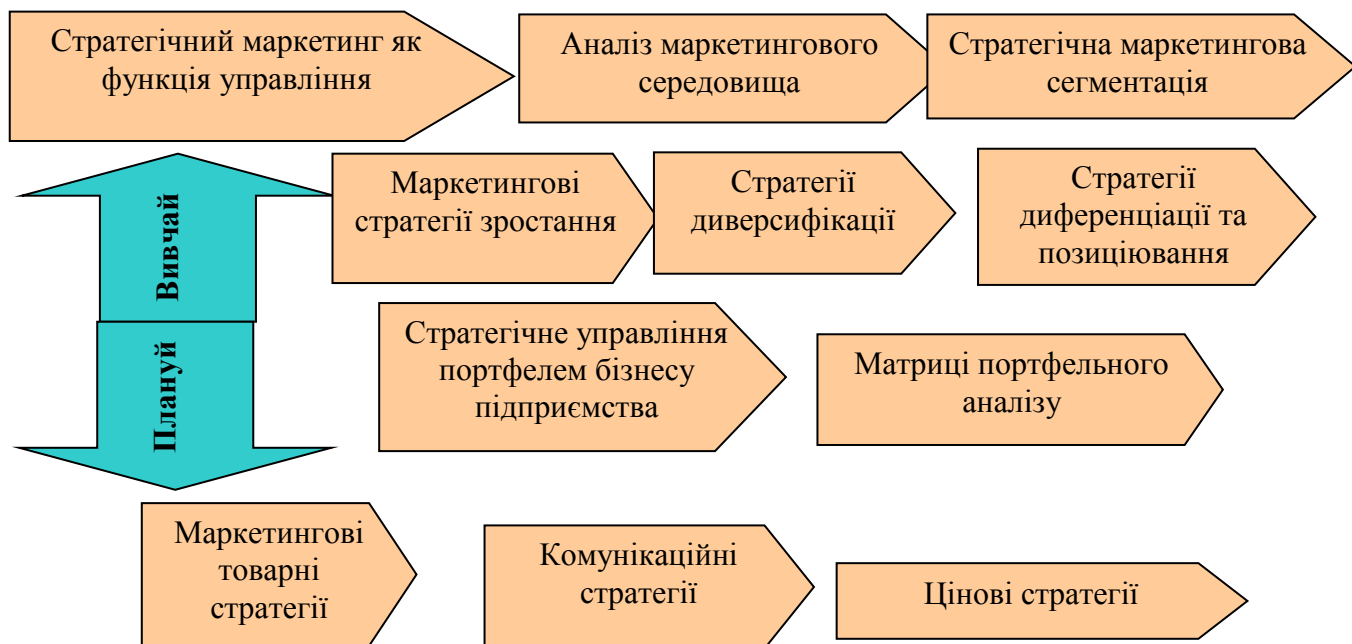 Стратегічний маркетинг як
функція управління
Аналіз маркетингового
середовища
Стратегічна маркетингова
сегментація
Вивчай
Маркетингові
стратегії зростання
Стратегії
диверсифікації
Стратегії
диференціації та
позиціювання
Плануй
Стратегічне управління
портфелем бізнесу
підприємства
Матриці портфельного
аналізу
Маркетингові
товарні
стратегії
Комунікаційні
стратегії
Цінові стратегії